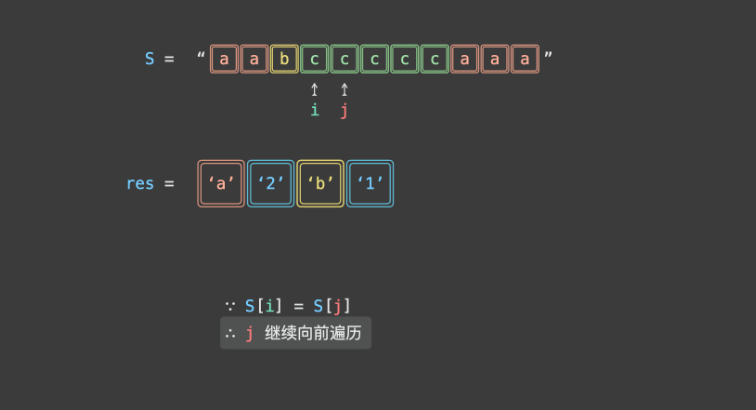 S = “aabcccccaaa”
i j
res = ‘a’ ‘2’ ‘b’ ‘1’
∵ S[i] = S[j]
∴ j 继续向前遍历